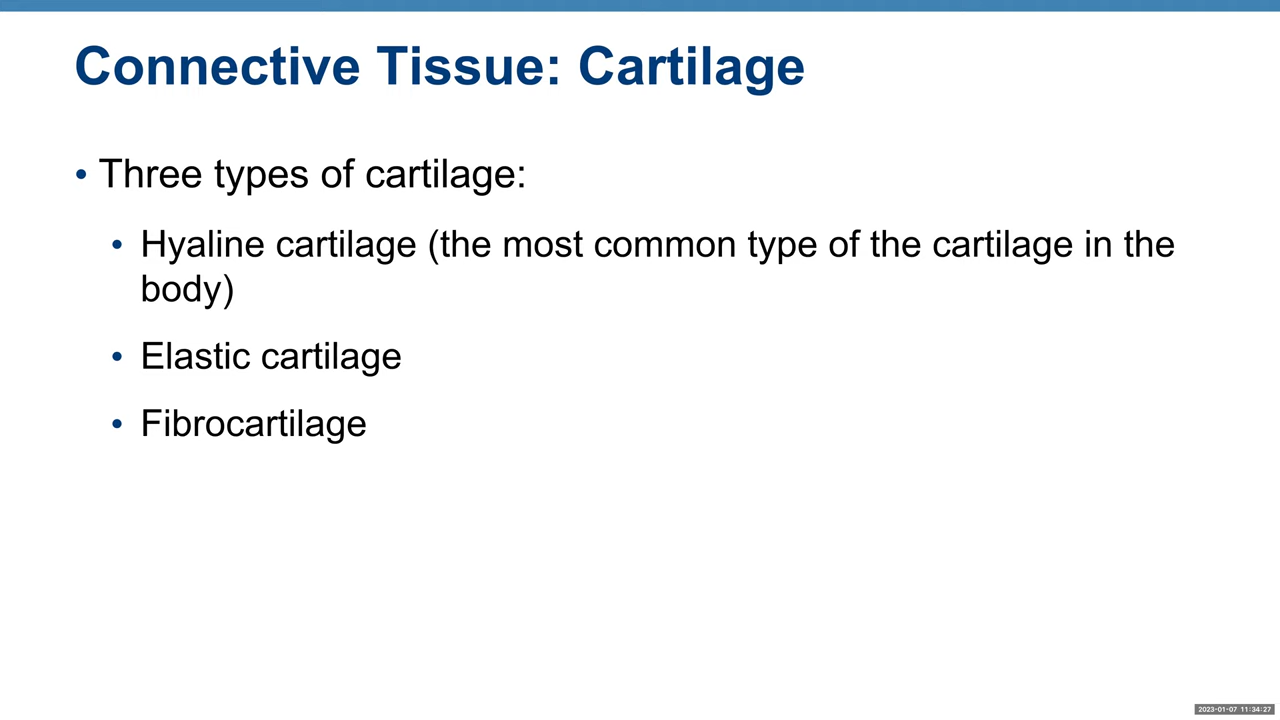 Connective Tissue: Cartilage
• Three types of cartilage:
• Hyaline cartilage (the most common type of the cartilage in the
body)
• Elastic cartilage
• Fibrocartilage
2023-01-07 11:34:27